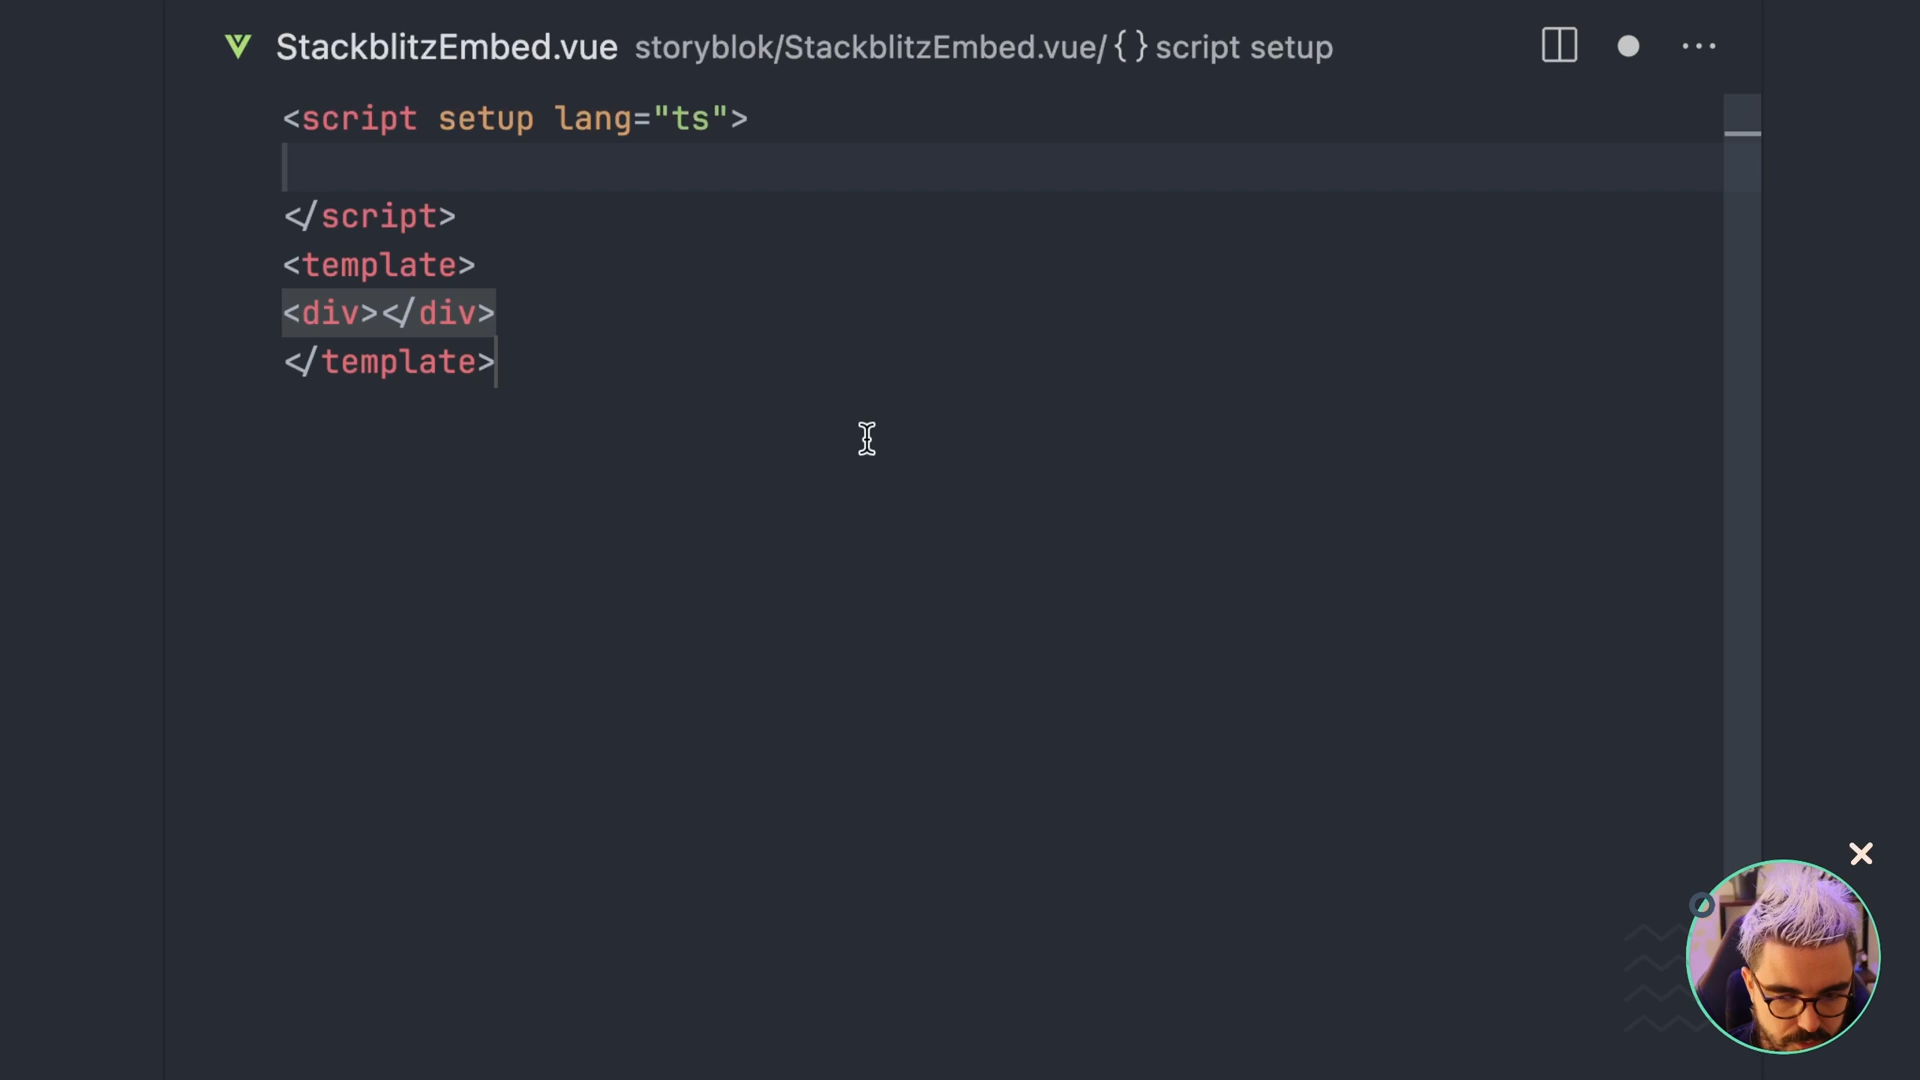 StackblitzEmbed.vue storyblok/StackblitzEmbed.vue/{} script setup
<script setup lang="ts">
</script>
<template>
<div></div>
</template>